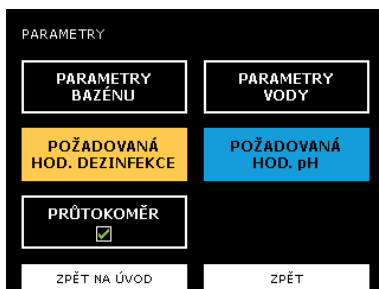 PARAMETRY
PARAMETRY
BAZÉNU
PARAMETRY
VODY
POŽADOVANÁ
HOD. DEZINFEKCE
POŽADOVANÁ
HOD. pH
PRŮTOKOMĚR
ZPĚT NA ÚVOD
ZPĚT